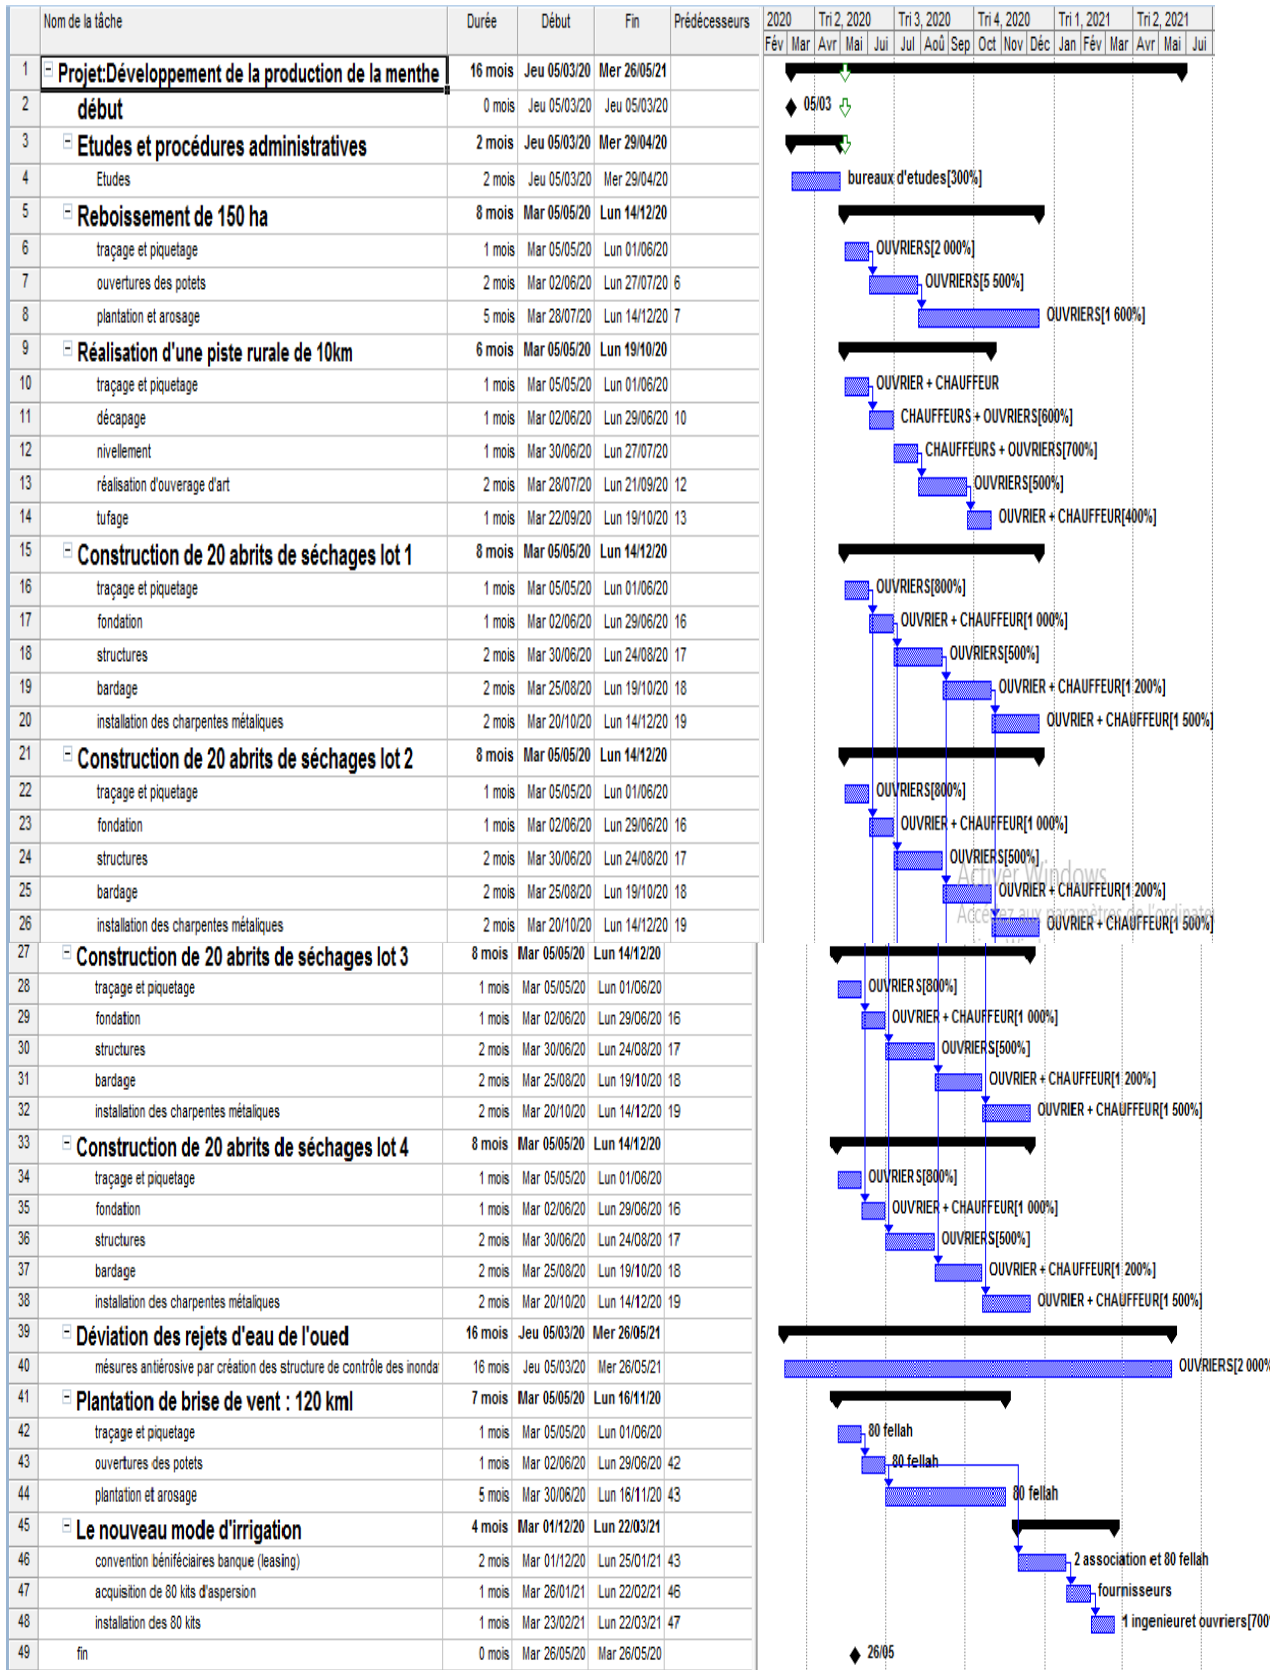 Nom de la tâche Durée Début Fin Prédécesseurs 2020 Tri 2, 2020 Tri 3, 2020 Tri 4, 2020 Tri 1, 2021 Tri 2, 2021
Fév Mar Avr Mai Jui Jul Aoû Sep Oct Nov Déc Jan Fév Mar Avr Mai Jui
1 Projet:Développement de la production de la menthe 16 mois Jeu 05/03/20 Mer 26/05/21
2 début 0 mois Jeu 05/03/20 Jeu 05/03/20 05/03
3 Etudes et procédures administratives 2 mois Jeu 05/03/20 Mer 29/04/20
4 Etudes 2 mois Jeu 05/03/20 Mer 29/04/20 bureaux d'etudes[300%]
5 Reboissement de 150 ha 8 mois Mar 05/05/20 Lun 14/12/20
6 traçage et piquetage 1 mois Mar 05/05/20 Lun 01/06/20 OUVRIERS[2 000%]
7 ouvertures des potets 2 mois Mar 02/06/20 Lun 27/07/20 6 OUVRIERS[5 500%]
8 plantation et arosage 5 mois Mar 28/07/20 Lun 14/12/20 7 OUVRIERS[1 600%]
9 Réalisation d'une piste rurale de 10km 6 mois Mar 05/05/20 Lun 19/10/20
10 traçage et piquetage 1 mois Mar 05/05/20 Lun 01/06/20 OUVRIER + CHAUFFEUR
11 décapage 1 mois Mar 02/06/20 Lun 29/06/20 10 CHAUFFEURS + OUVRIERS[600%]
12 nivellement 1 mois Mar 30/06/20 Lun 27/07/20 CHAUFFEURS + OUVRIERS[700%]
13 réalisation d'ouverage d'art 2 mois Mar 28/07/20 Lun 21/09/20 12 OUVRIERS[500%]
14 tufage 1 mois Mar 22/09/20 Lun 19/10/20 13 OUVRIER + CHAUFFEUR[400%]
15 Construction de 20 abrits de séchages lot 1 8 mois Mar 05/05/20 Lun 14/12/20
16 traçage et piquetage 1 mois Mar 05/05/20 Lun 01/06/20 OUVRIERS[800%]
17 fondation 1 mois Mar 02/06/20 Lun 29/06/20 16 OUVRIER + CHAUFFEUR[1 000%]
18 structures 2 mois Mar 30/06/20 Lun 24/08/20 17 OUVRIERS[500%]
19 bardage 2 mois Mar 25/08/20 Lun 19/10/20 18 OUVRIER + CHAUFFEUR[1 200%]
20 installation des charpentes métaliques 2 mois Mar 20/10/20 Lun 14/12/20 19 OUVRIER + CHAUFFEUR[1 500%]
21 Construction de 20 abrits de séchages lot 2 8 mois Mar 05/05/20 Lun 14/12/20
22 traçage et piquetage 1 mois Mar 05/05/20 Lun 01/06/20 OUVRIERS[800%]
23 fondation 1 mois Mar 02/06/20 Lun 29/06/20 16 OUVRIER + CHAUFFEUR[1 000%]
24 structures 2 mois Mar 30/06/20 Lun 24/08/20 17 OUVRIERS[500%]
Activer Windows
25 bardage 2 mois Mar 25/08/20 Lun 19/10/20 18 OUVRIER + CHAUFFEUR[1 200%]
Accédez aux paramètres de l'ordinate
26 installation des charpentes métaliques 2 mois Mar 20/10/20 Lun 14/12/20 19 OUVRIER + CHAUFFEUR[1 500%]
27 Construction de 20 abrits de séchages lot 3 8 mois Mar 05/05/20 Lun 14/12/20
28 traçage et piquetage 1 mois Mar 05/05/20 Lun 01/06/20 OUVRIERS[800%]
29 fondation 1 mois Mar 02/06/20 Lun 29/06/20 16 OUVRIER + CHAUFFEUR[1 000%]
30 structures 2 mois Mar 30/06/20 Lun 24/08/20 17 OUVRIERS[500%]
31 bardage 2 mois Mar 25/08/20 Lun 19/10/20 18 OUVRIER + CHAUFFEUR[1 200%]
32 installation des charpentes métaliques 2 mois Mar 20/10/20 Lun 14/12/20 19 OUVRIER + CHAUFFEUR[1 500%]
33 Construction de 20 abrits de séchages lot 4 8 mois Mar 05/05/20 Lun 14/12/20
34 traçage et piquetage 1 mois Mar 05/05/20 Lun 01/06/20 OUVRIERS[800%]
35 fondation 1 mois Mar 02/06/20 Lun 29/06/20 16 OUVRIER + CHAUFFEUR[1 000%]
36 structures 2 mois Mar 30/06/20 Lun 24/08/20 17 OUVRIERS[500%]
37 bardage 2 mois Mar 25/08/20 Lun 19/10/20 18 OUVRIER + CHAUFFEUR[1 200%]
38 installation des charpentes métaliques 2 mois Mar 20/10/20 Lun 14/12/20 19 OUVRIER + CHAUFFEUR[1 500%]
39 Déviation des rejets d'eau de l'oued 16 mois Jeu 05/03/20 Mer 26/05/21
40 mésures antiérosive par création des structure de contrôle des inonda 16 mois Jeu 05/03/20 Mer 26/05/21 OUVRIERS[2 000%
41 Plantation de brise de vent : 120 kml 7 mois Mar 05/05/20 Lun 16/11/20
42 traçage et piquetage 1 mois Mar 05/05/20 Lun 01/06/20 80 fellah
43 ouvertures des potets 1 mois Mar 02/06/20 Lun 29/06/20 42 80 fellah
44 plantation et arosage 5 mois Mar 30/06/20 Lun 16/11/20 43 80 fellah
45 Le nouveau mode d'irrigation 4 mois Mar 01/12/20 Lun 22/03/21
46 convention béniféciaires banque (leasing) 2 mois Mar 01/12/20 Lun 25/01/21 43 2 association et 80 fellah
47 acquisition de 80 kits d'aspersion 1 mois Mar 26/01/21 Lun 22/02/21 46 fournisseurs
48 installation des 80 kits 1 mois Mar 23/02/21 Lun 22/03/21 47 1 ingenieuret ouvriers[700
49 fin 0 mois Mar 26/05/20 Mar 26/05/20 26/05